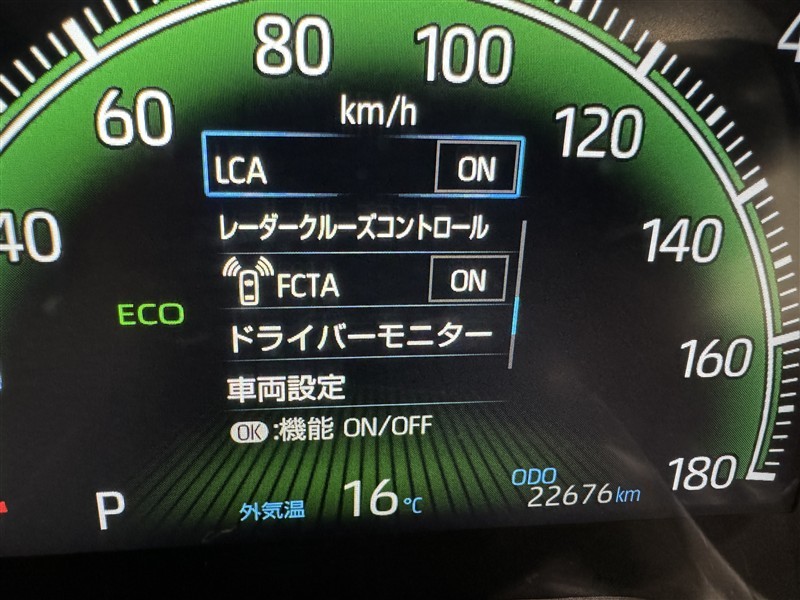 80
100
60
km/h
120
LCA ON
40
レーダークルーズコントロール
140
FCTA ON
ECO
ドライバーモニター
160
車両設定
OK:機能 ON/OFF
180
P
外気温 16℃
ODO
22676km